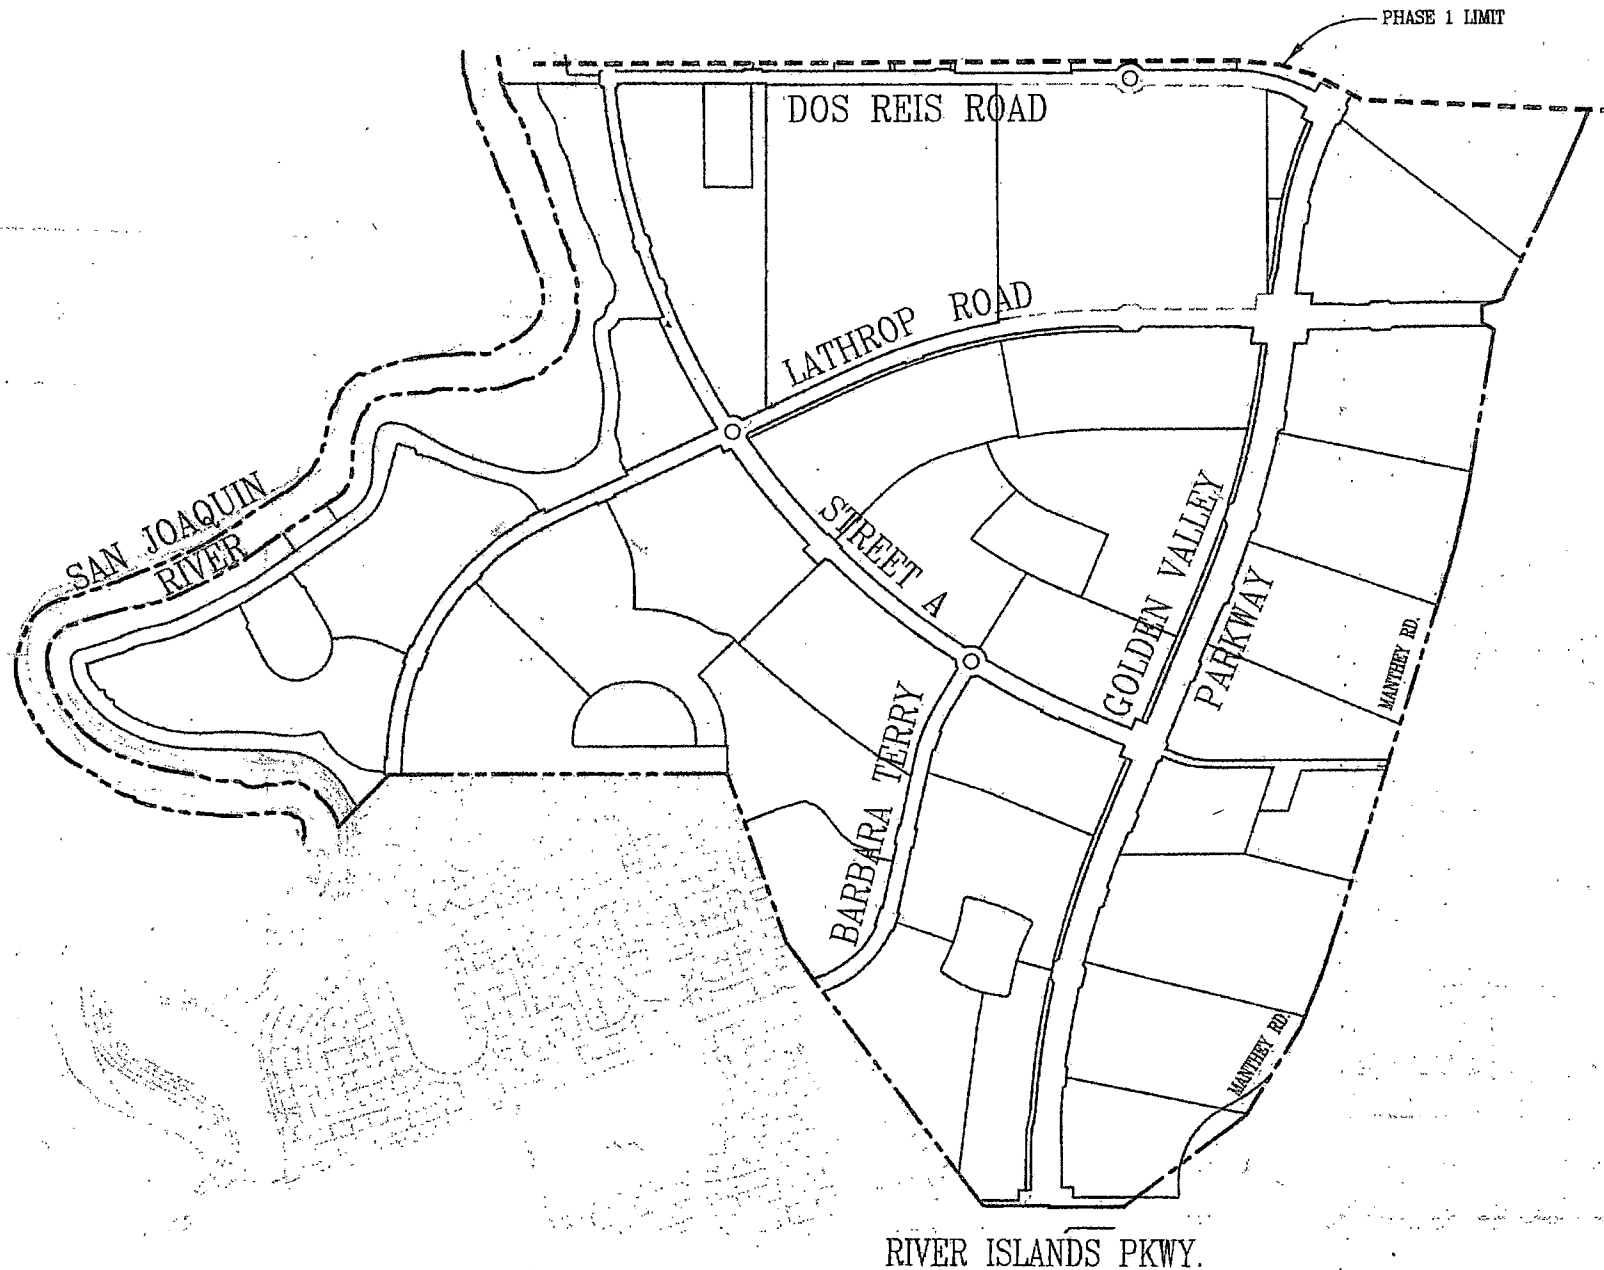 PHASE 1 LIMIT
DOS REIS ROAD
LATHROP ROAD
SAN JOAQUIN
RIVER
STREET A
GOLDEN VALLEY
PARKWAY
MANTHEY RD.
BARBARA TERRY
MANTHEY RD.
RIVER ISLANDS PKWY.